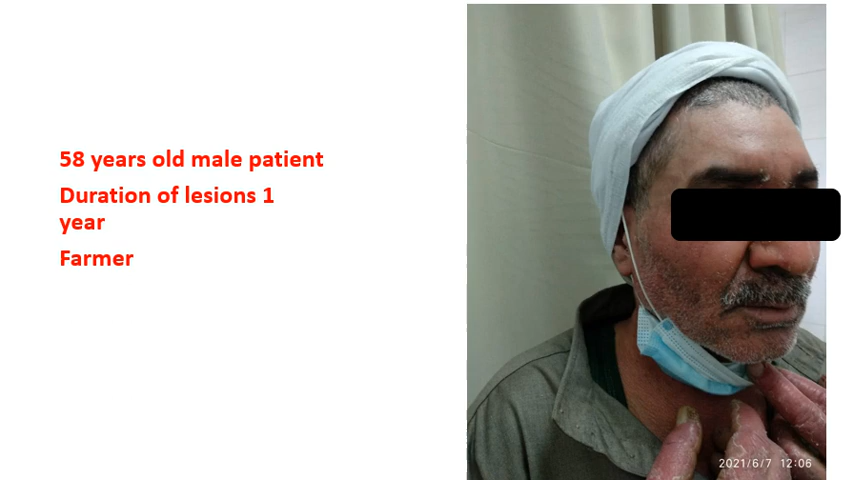 58 years old male patient
Duration of lesions 1
year
Farmer
2021/6/7 12:06